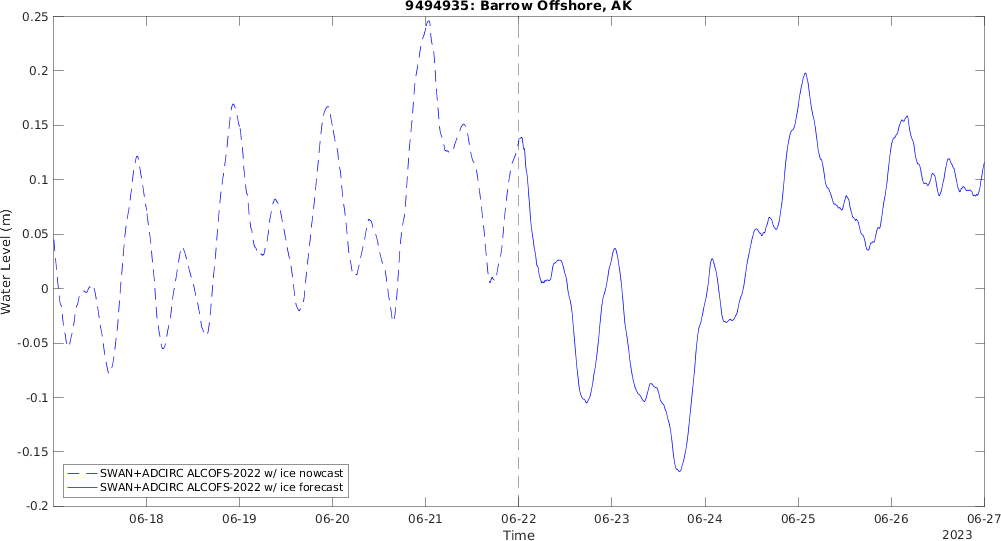 9494935: Barrow Offshore, AK
0.25
0.2
0.15
0.1
0.05
0
-0.05
-0.1
-0.15
-0.2
Water Level (m)
SWAN+ADCIRC ALCOFS-2022 w/ ice nowcast
SWAN+ADCIRC ALCOFS-2022 w/ ice forecast
06-18 06-19 06-20 06-21 06-22 06-23 06-24 06-25 06-26 06-27
Time
2023